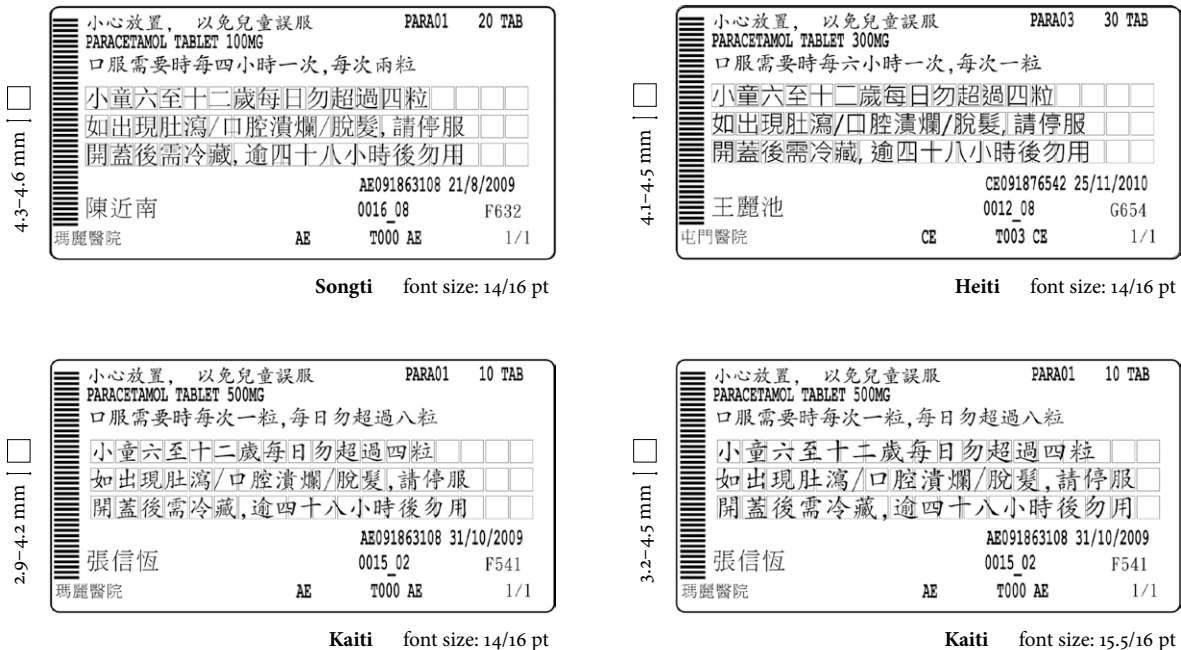 小心放置， 以免兒童誤服 PARA01 20 TAB
PARACETAMOL TABLET 100MG
口服需要時每四小時一次,每次兩粒
小童六至十二歲每日勿超過四粒
如出現肚瀉/口腔潰爛/脫髮,請停服
開蓋後需冷藏,逾四十八小時後勿用
AE091863108 21/8/2009
陳近南 0016_08 F632
瑪麗醫院 AE T000 AE 1/1
4.3–4.6 mm
Songti font size: 14/16 pt
小心放置， 以免兒童誤服 PARA03 30 TAB
PARACETAMOL TABLET 300MG
口服需要時每六小時一次,每次一粒
小童六至十二歲每日勿超過四粒
如出現肚瀉/口腔潰爛/脫髮,請停服
開蓋後需冷藏,逾四十八小時後勿用
CE091876542 25/11/2010
王麗池 0012_08 G654
屯門醫院 CE T003 CE 1/1
4.1–4.5 mm
Heiti font size: 14/16 pt
小心放置， 以免兒童誤服 PARA01 10 TAB
PARACETAMOL TABLET 500MG
口服需要時每次一粒,每日勿超過八粒
小童六至十二歲每日勿超過四粒
如出現肚瀉/口腔潰爛/脫髮,請停服
開蓋後需冷藏,逾四十八小時後勿用
AE091863108 31/10/2009
張信恆 0015_02 F541
瑪麗醫院 AE T000 AE 1/1
2.9–4.2 mm
Kaiti font size: 14/16 pt
小心放置， 以免兒童誤服 PARA01 10 TAB
PARACETAMOL TABLET 500MG
口服需要時每次一粒,每日勿超過八粒
小童六至十二歲每日勿超過四粒
如出現肚瀉/口腔潰爛/脫髮,請停服
開蓋後需冷藏,逾四十八小時後勿用
AE091863108 31/10/2009
張信恆 0015_02 F541
瑪麗醫院 AE T000 AE 1/1
3.2–4.5 mm
Kaiti font size: 15.5/16 pt